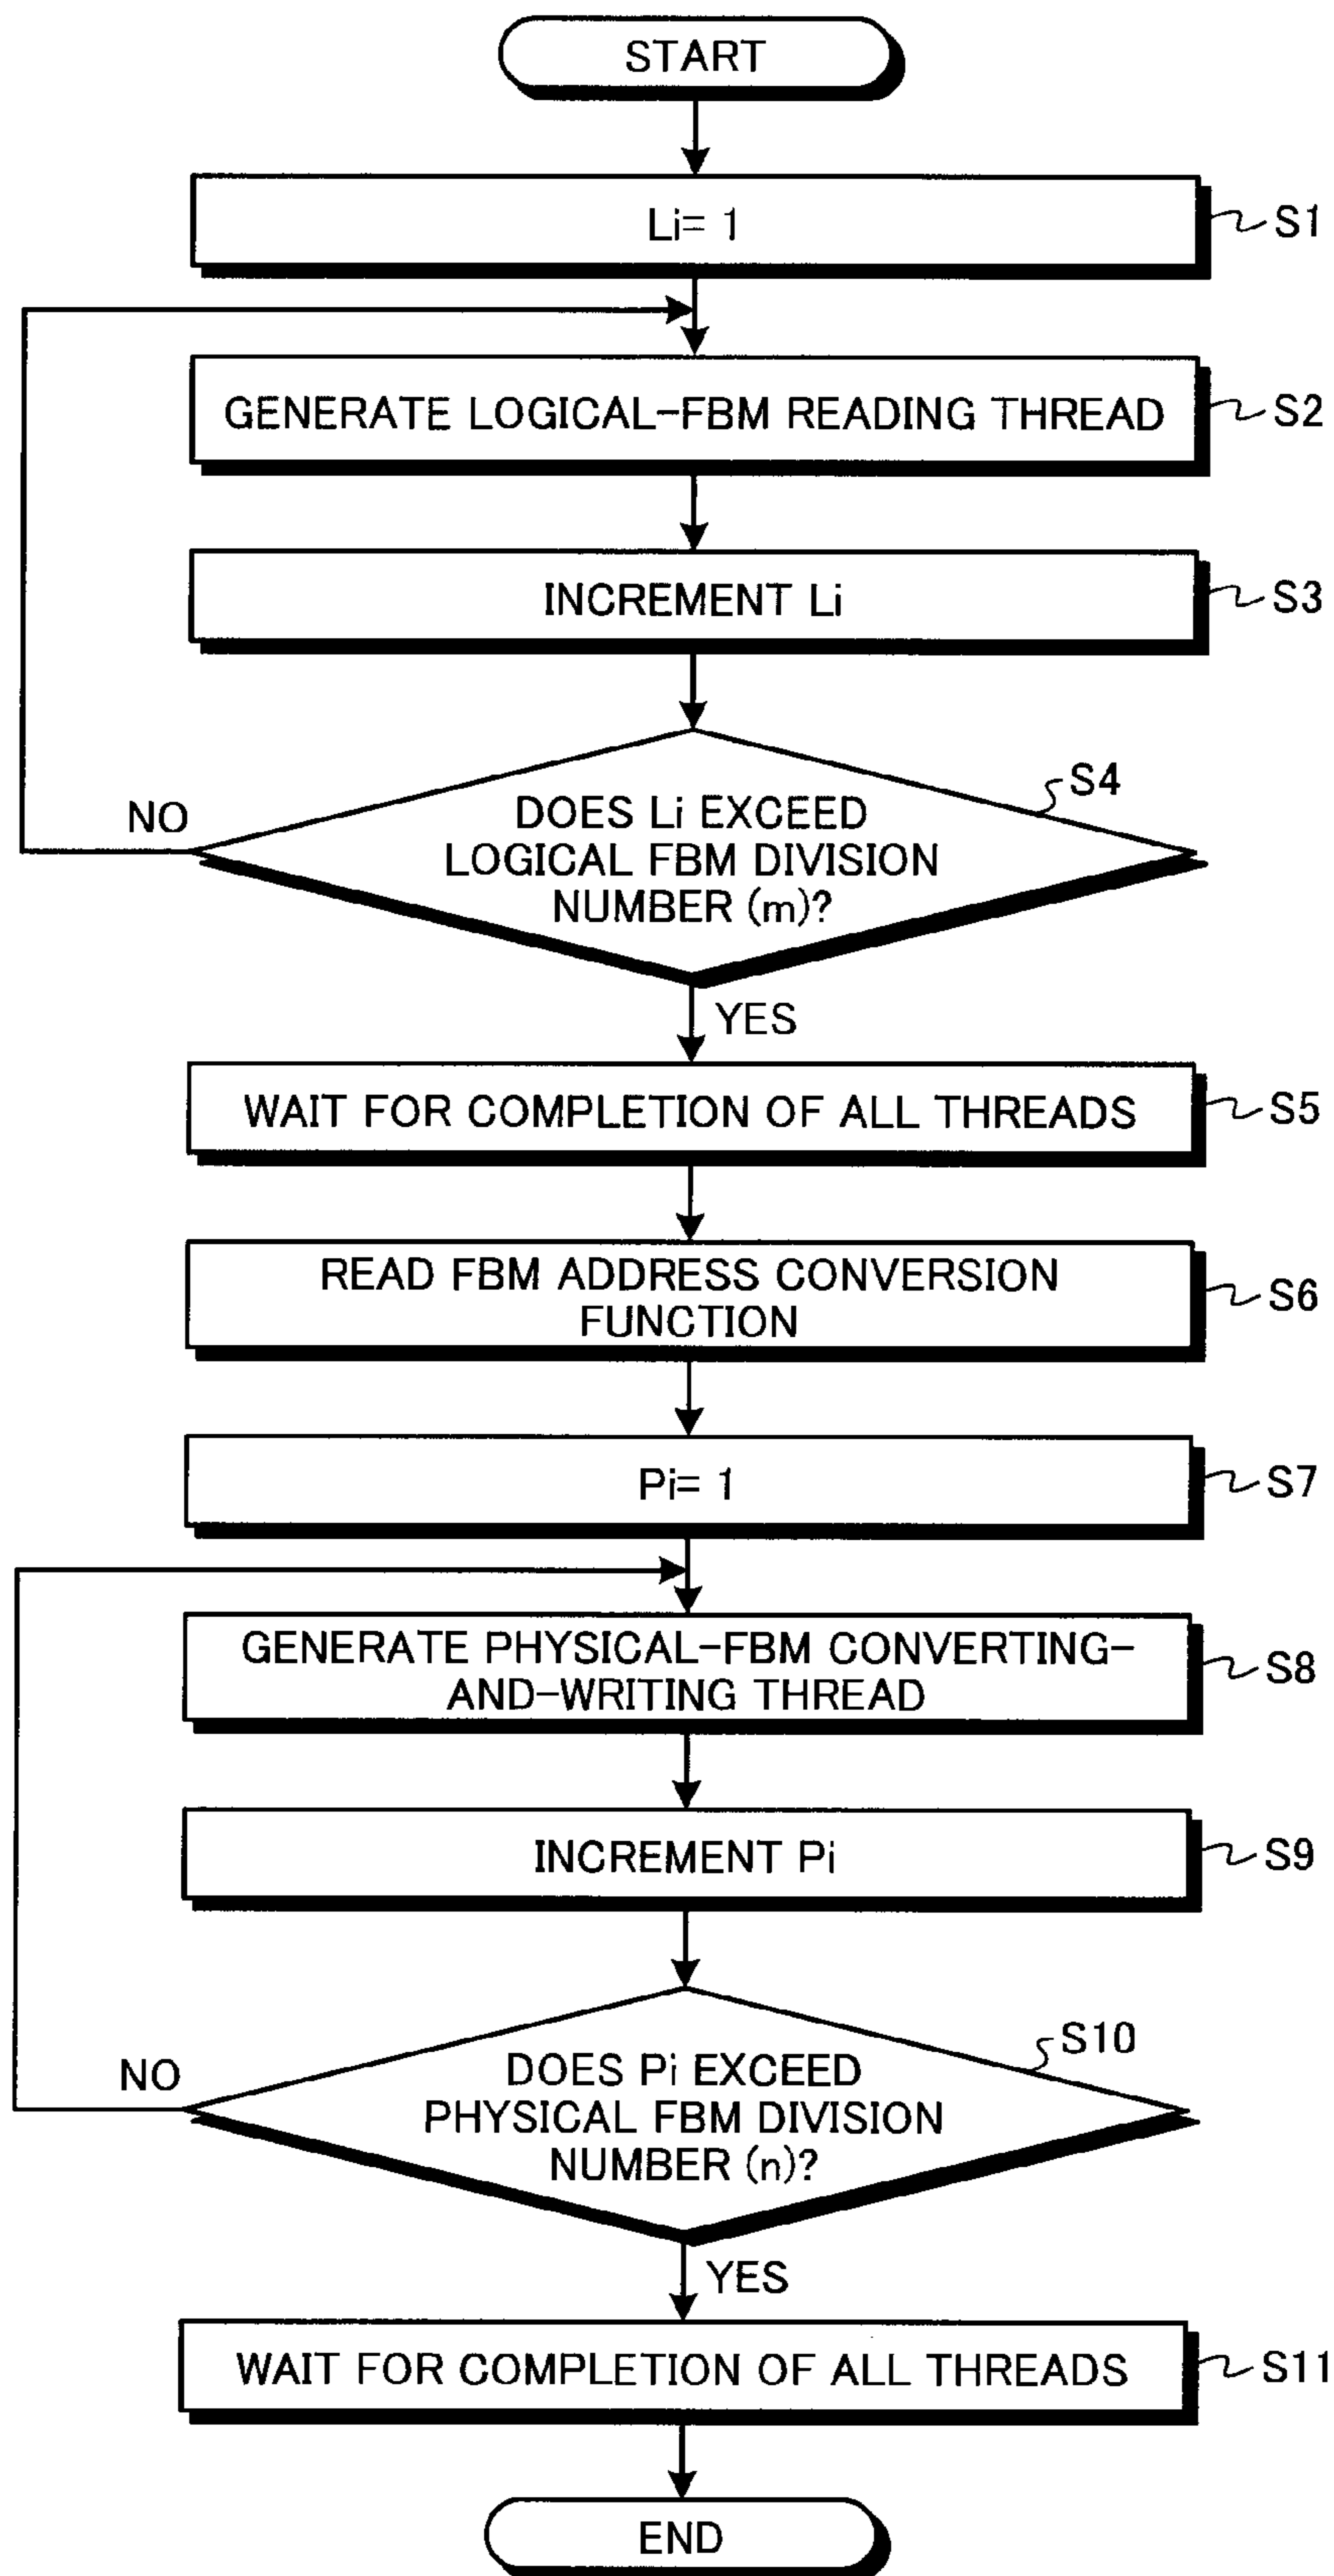 START
Li= 1
S1
GENERATE LOGICAL-FBM READING THREAD
S2
INCREMENT Li
S3
S4
DOES Li EXCEED
LOGICAL FBM DIVISION
NUMBER (m)?
NO
YES
WAIT FOR COMPLETION OF ALL THREADS
S5
READ FBM ADDRESS CONVERSION
FUNCTION
S6
Pi= 1
S7
GENERATE PHYSICAL-FBM CONVERTING-
AND-WRITING THREAD
S8
INCREMENT Pi
S9
S10
DOES Pi EXCEED
PHYSICAL FBM DIVISION
NUMBER (n)?
NO
YES
WAIT FOR COMPLETION OF ALL THREADS
S11
END